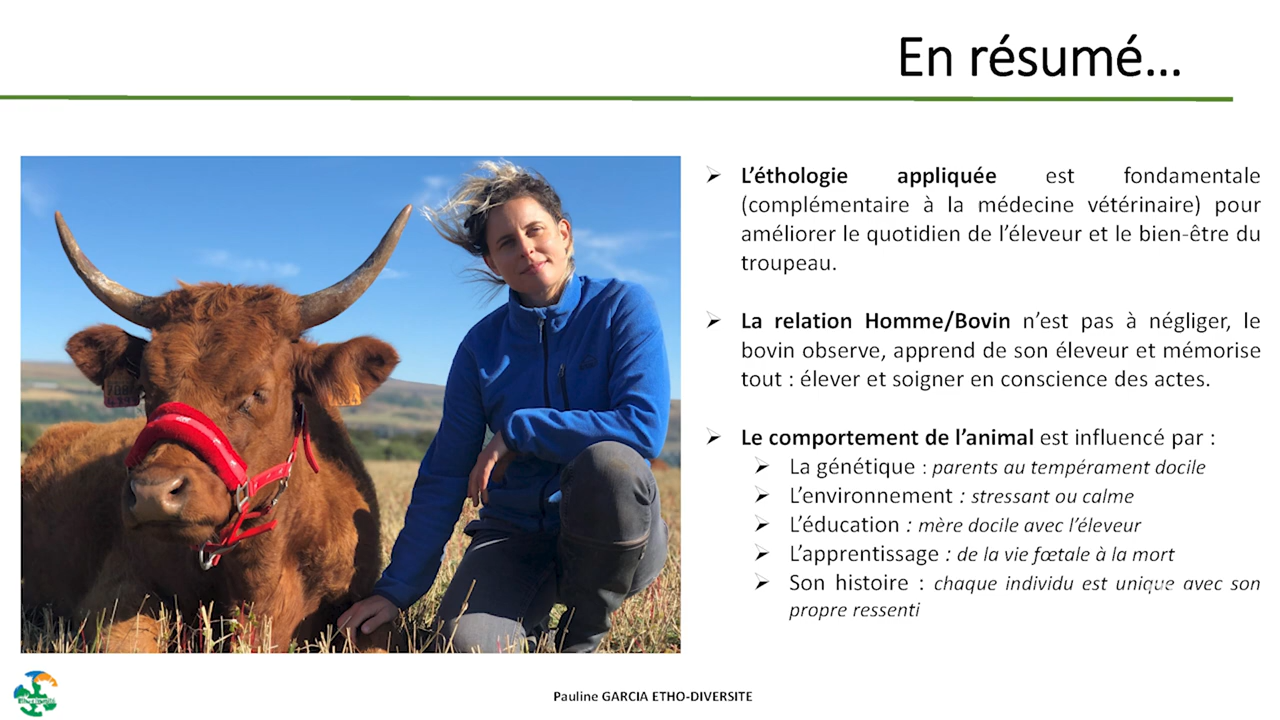 En résumé...
➢ L’éthologie appliquée est fondamentale
(complémentaire à la médecine vétérinaire) pour
améliorer le quotidien de l’éleveur et le bien-être du
troupeau.
➢ La relation Homme/Bovin n’est pas à négliger, le
bovin observe, apprend de son éleveur et mémorise
tout : élever et soigner en conscience des actes.
➢ Le comportement de l’animal est influencé par :
➢ La génétique : parents au tempérament docile
➢ L’environnement : stressant ou calme
➢ L’éducation : mère docile avec l’éleveur
➢ L’apprentissage : de la vie fœtale à la mort
➢ Son histoire : chaque individu est unique avec son
propre ressenti
Pauline GARCIA ETHO-DIVERSITE